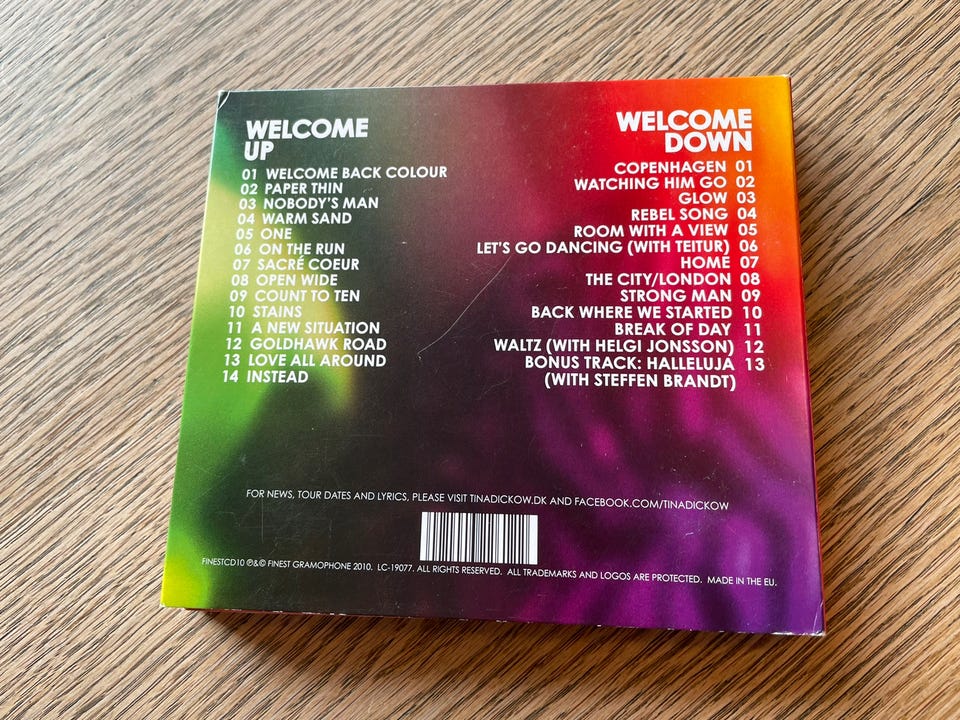 WELCOME
UP
01 WELCOME BACK COLOUR
02 PAPER THIN
03 NOBODY'S MAN
04 WARM SAND
05 ONE
06 ON THE RUN
07 SACRÉ COEUR
08 OPEN WIDE
09 COUNT TO TEN
10 STAINS
11 A NEW SITUATION
12 GOLDHAWK ROAD
13 LOVE ALL AROUND
14 INSTEAD
WELCOME
DOWN
COPENHAGEN 01
WATCHING HIM GO 02
GLOW 03
REBEL SONG 04
ROOM WITH A VIEW 05
LET'S GO DANCING (WITH TEITUR) 06
HOME 07
THE CITY/LONDON 08
STRONG MAN 09
BACK WHERE WE STARTED 10
BREAK OF DAY 11
WALTZ (WITH HELGI JONSSON) 12
BONUS TRACK: HALLELUJA 13
(WITH STEFFEN BRANDT)
FOR NEWS, TOUR DATES AND LYRICS, PLEASE VISIT TINADICKOW.DK AND FACEBOOK.COM/TINADICKOW
FINESTCD10 ℗&© FINEST GRAMOPHONE 2010. LC-19077. ALL RIGHTS RESERVED. ALL TRADEMARKS AND LOGOS ARE PROTECTED. MADE IN THE EU.